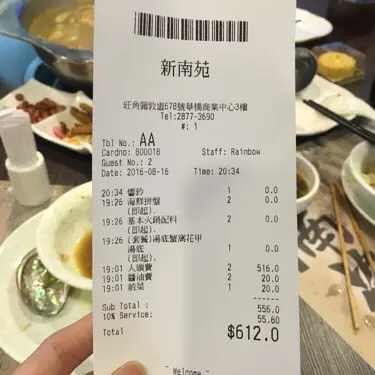 新南苑
旺角彌敦道678號華僑商業中心3樓
Tel:2877-3690
#: 1
Tbl No.: AA
Cardno: 80001B Staff: Rainbow
Guest No.: 2
Date: 2016-08-16 Time: 20:34
20:34 響鈴 1 0.0
19:26 海鮮拼盤 2 0.0
(即起).
19:26 基本火鍋配料 2 0.0
(即起).
19:26 (套餐)湯底蟹窩花甲
湯底 1 0.0
(即起).
19:01 人頭費 2 516.0
19:01 醬油費 2 20.0
19:01 前菜 1 20.0
------
Sub Total : 556.0
10% Service: 55.60
------
Total $612.0
~ Welcome ~